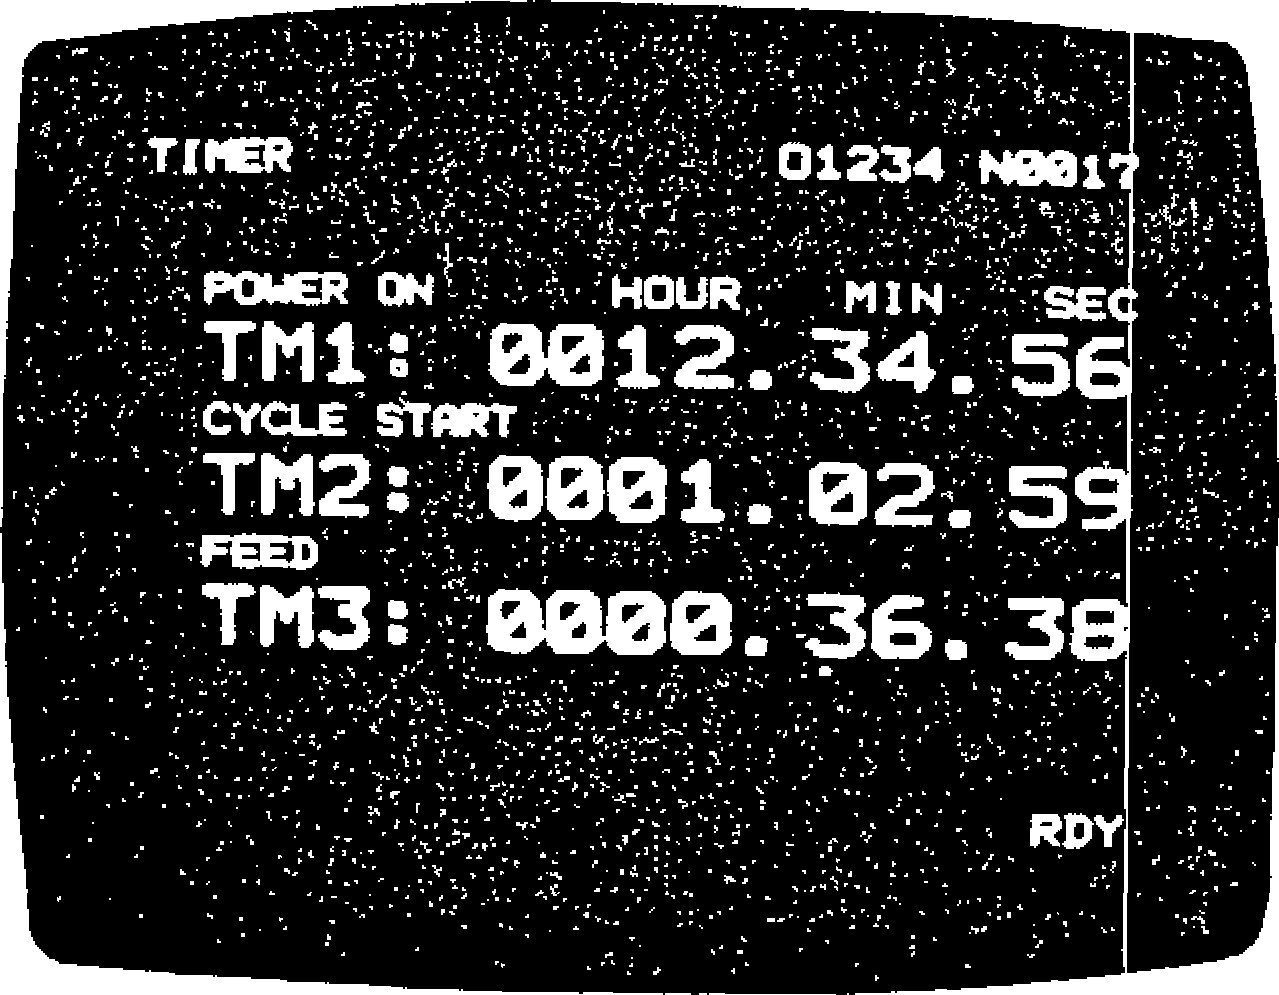 TIMER O1234 N0017
POWER ON HOUR MIN SEC
TM1: 0012. 34. 56
CYCLE START
TM2: 0001. 02. 59
FEED
TM3: 0000. 36. 38
RDY